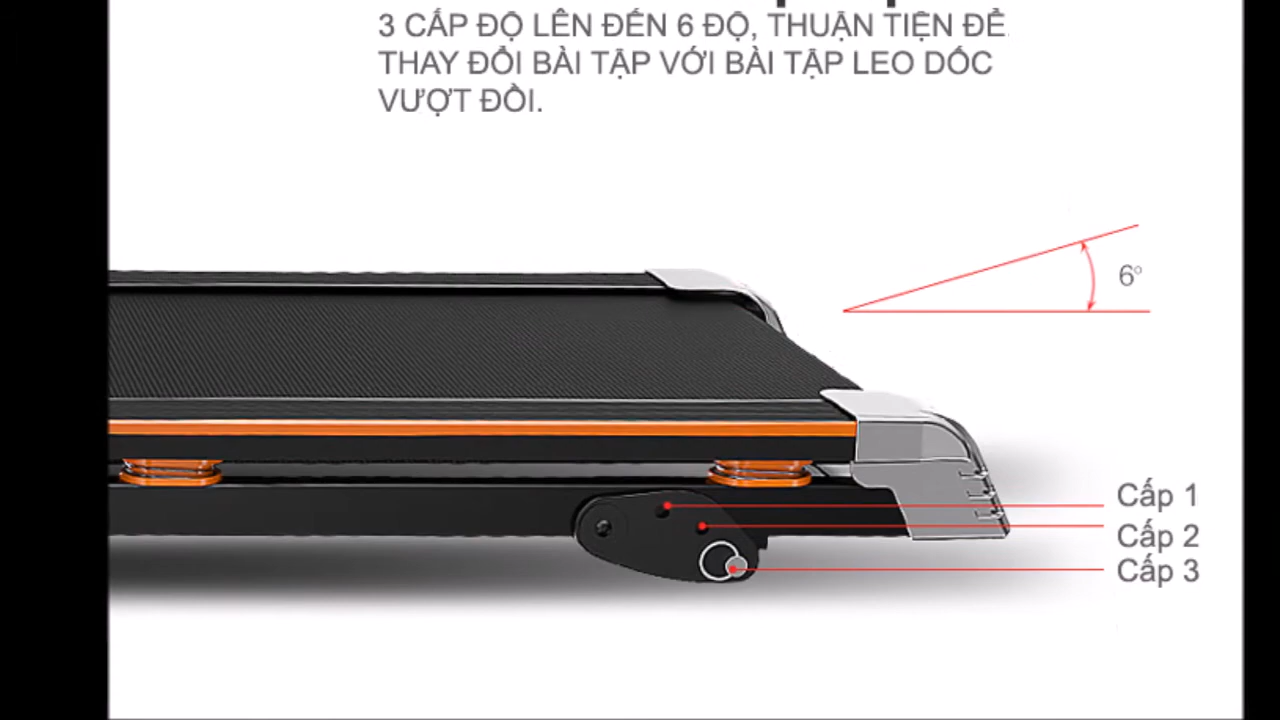 3 CẤP ĐỘ LÊN ĐẾN 6 ĐỘ, THUẬN TIỆN ĐỂ
THAY ĐỔI BÀI TẬP VỚI BÀI TẬP LEO DỐC
VƯỢT ĐỒI.
6°
Cấp 1
Cấp 2
Cấp 3